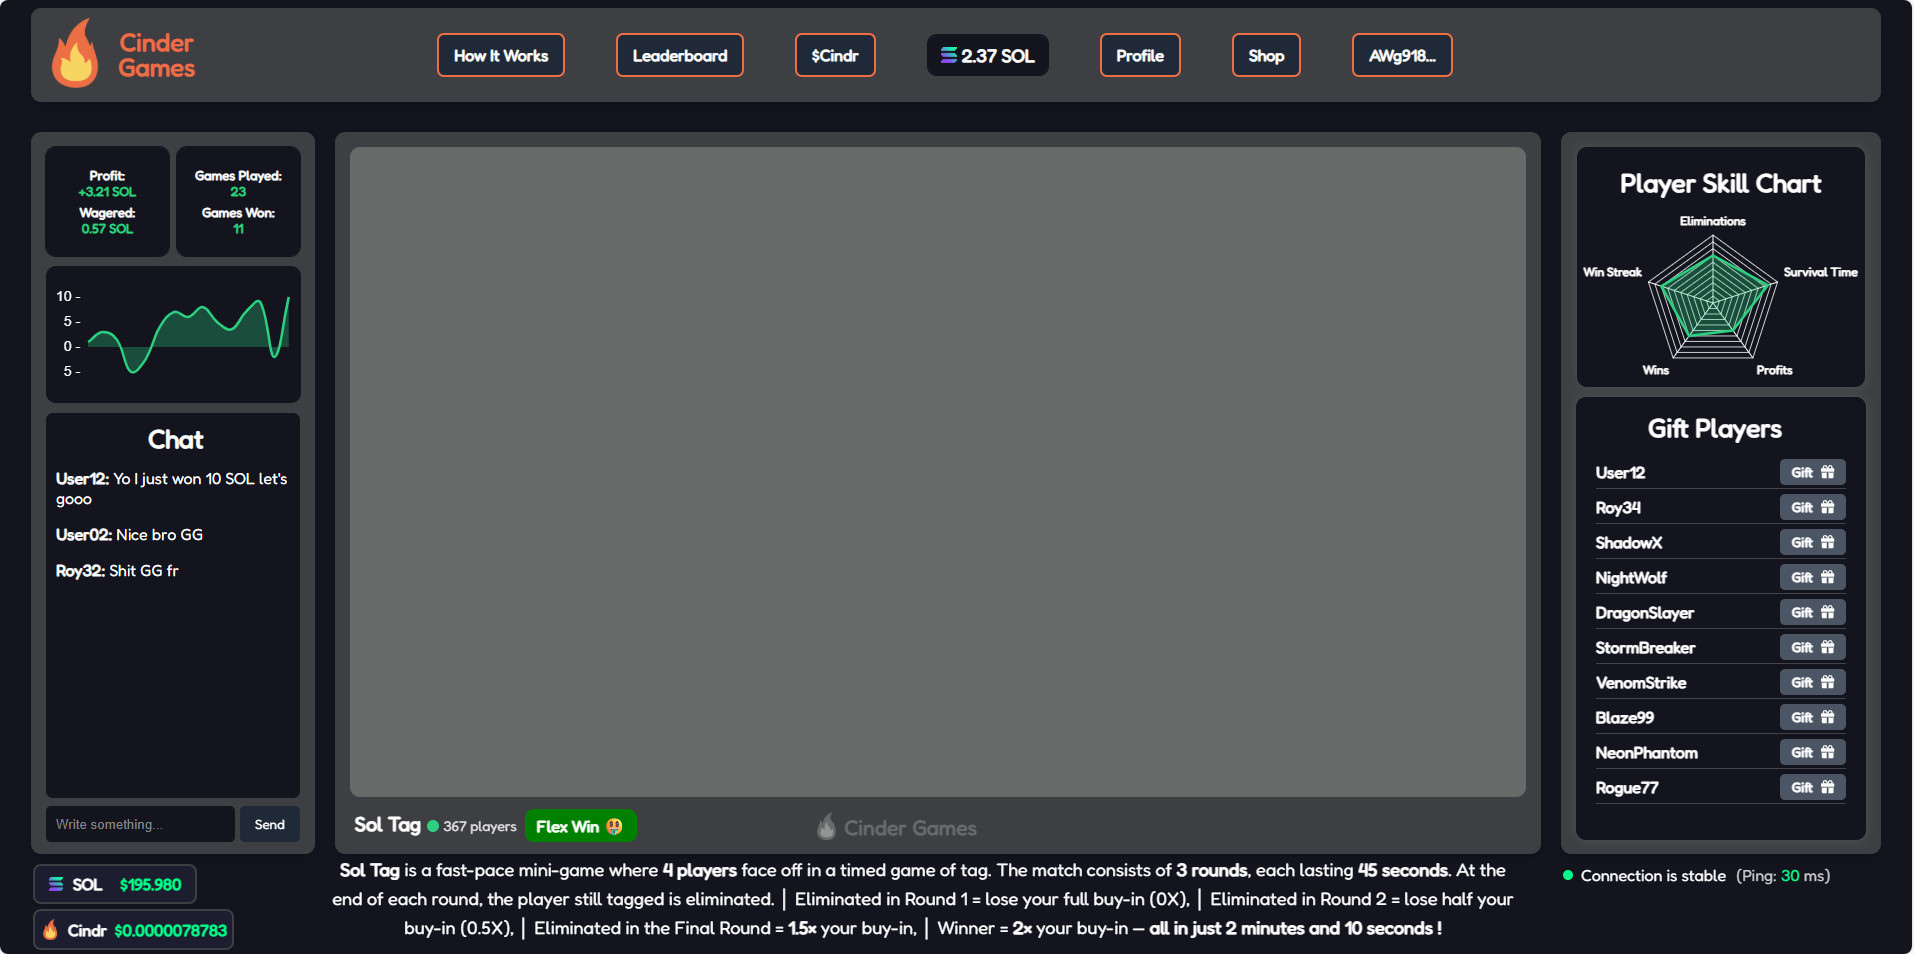 Cinder
Games
How It Works
Leaderboard
$Cindr
2.37 SOL
Profile
Shop
AWg918...
Profit:
+3.21 SOL
Wagered:
0.57 SOL
Games Played:
23
Games Won:
11
10 -
5 -
0 -
5 -
Chat
User12: Yo I just won 10 SOL let's
gooo
User02: Nice bro GG
Roy32: Shit GG fr
Write something...
Send
SOL $195.980
Cindr $0.0000078783
Sol Tag 367 players
Flex Win 🤑
Cinder Games
Sol Tag is a fast-pace mini-game where 4 players face off in a timed game of tag. The match consists of 3 rounds, each lasting 45 seconds. At the
end of each round, the player still tagged is eliminated. | Eliminated in Round 1 = lose your full buy-in (0X), | Eliminated in Round 2 = lose half your
buy-in (0.5X), | Eliminated in the Final Round = 1.5× your buy-in, | Winner = 2× your buy-in — all in just 2 minutes and 10 seconds !
Player Skill Chart
Eliminations
Win Streak
Survival Time
Wins
Profits
Gift Players
User12 Gift
Roy34 Gift
ShadowX Gift
NightWolf Gift
DragonSlayer Gift
StormBreaker Gift
VenomStrike Gift
Blaze99 Gift
NeonPhantom Gift
Rogue77 Gift
Connection is stable (Ping: 30 ms)